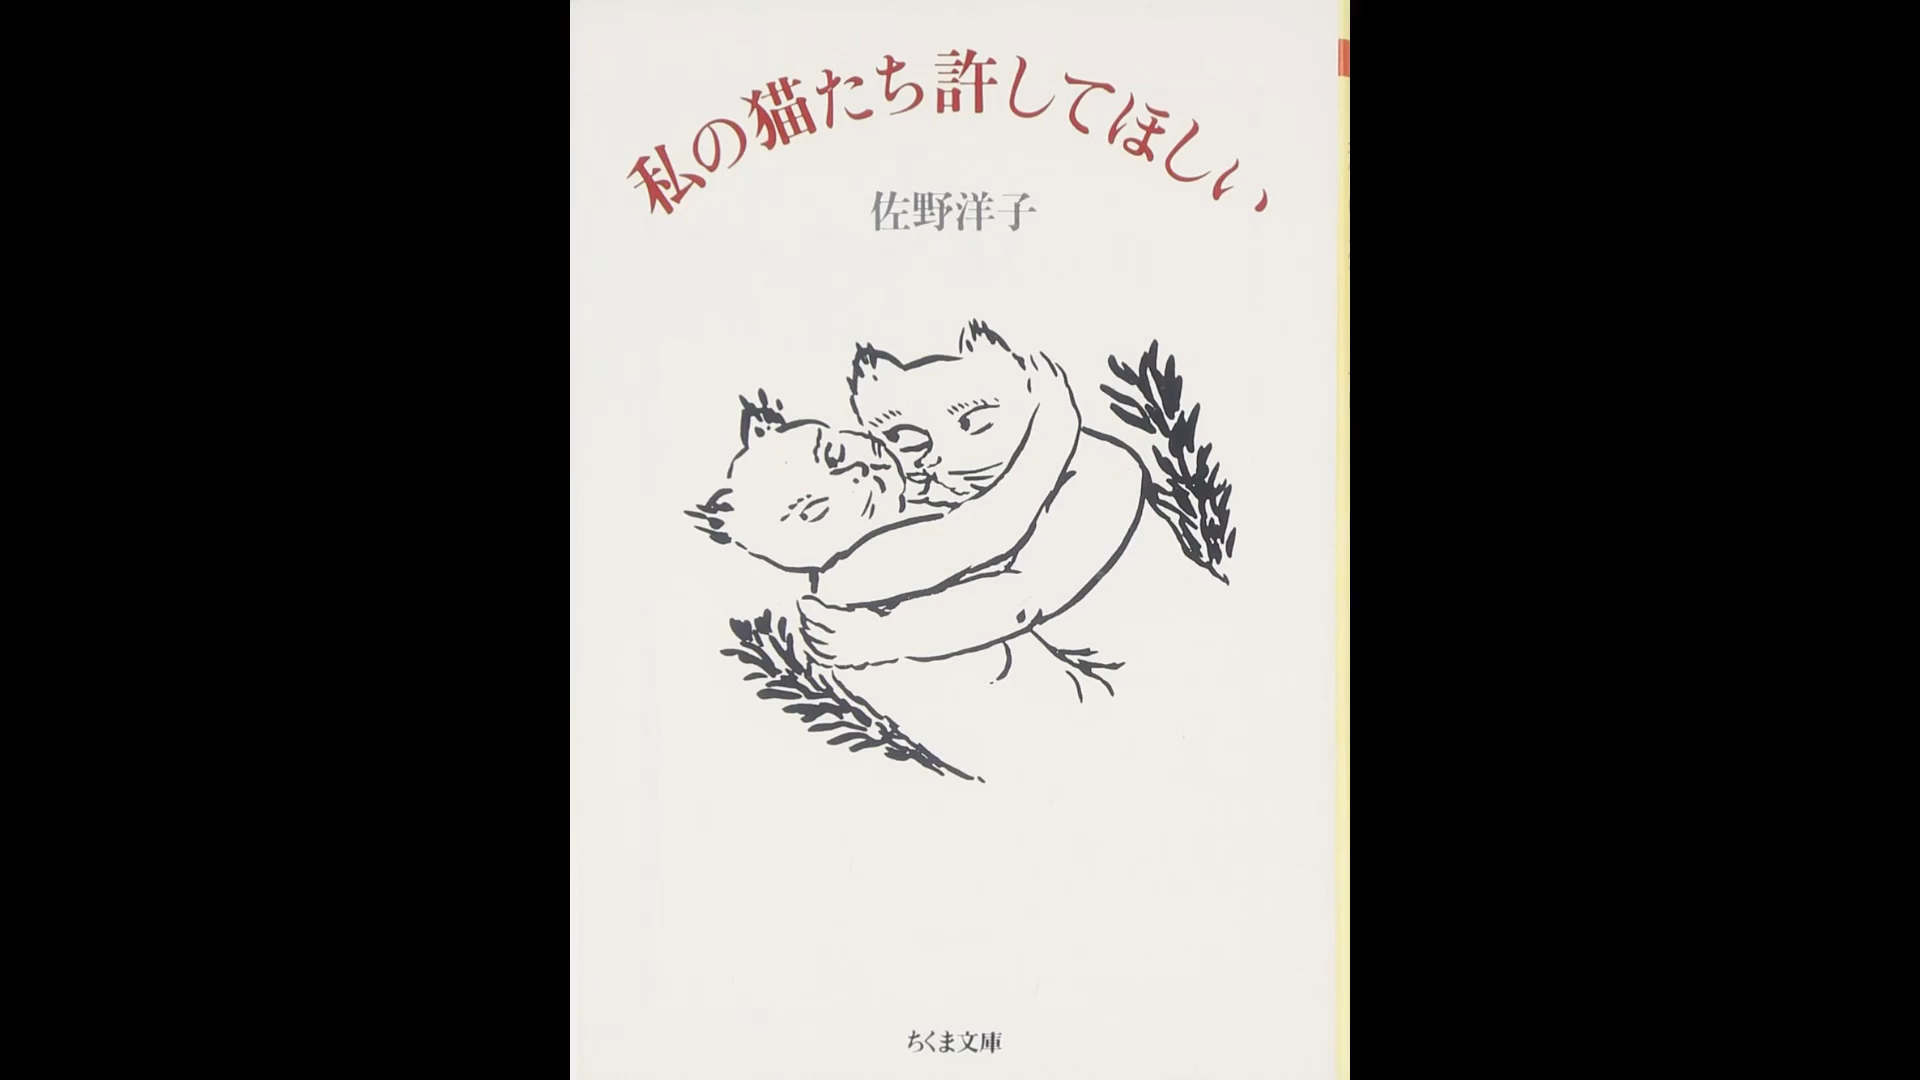 私の猫たち許してほしい
佐野洋子
ちくま文庫